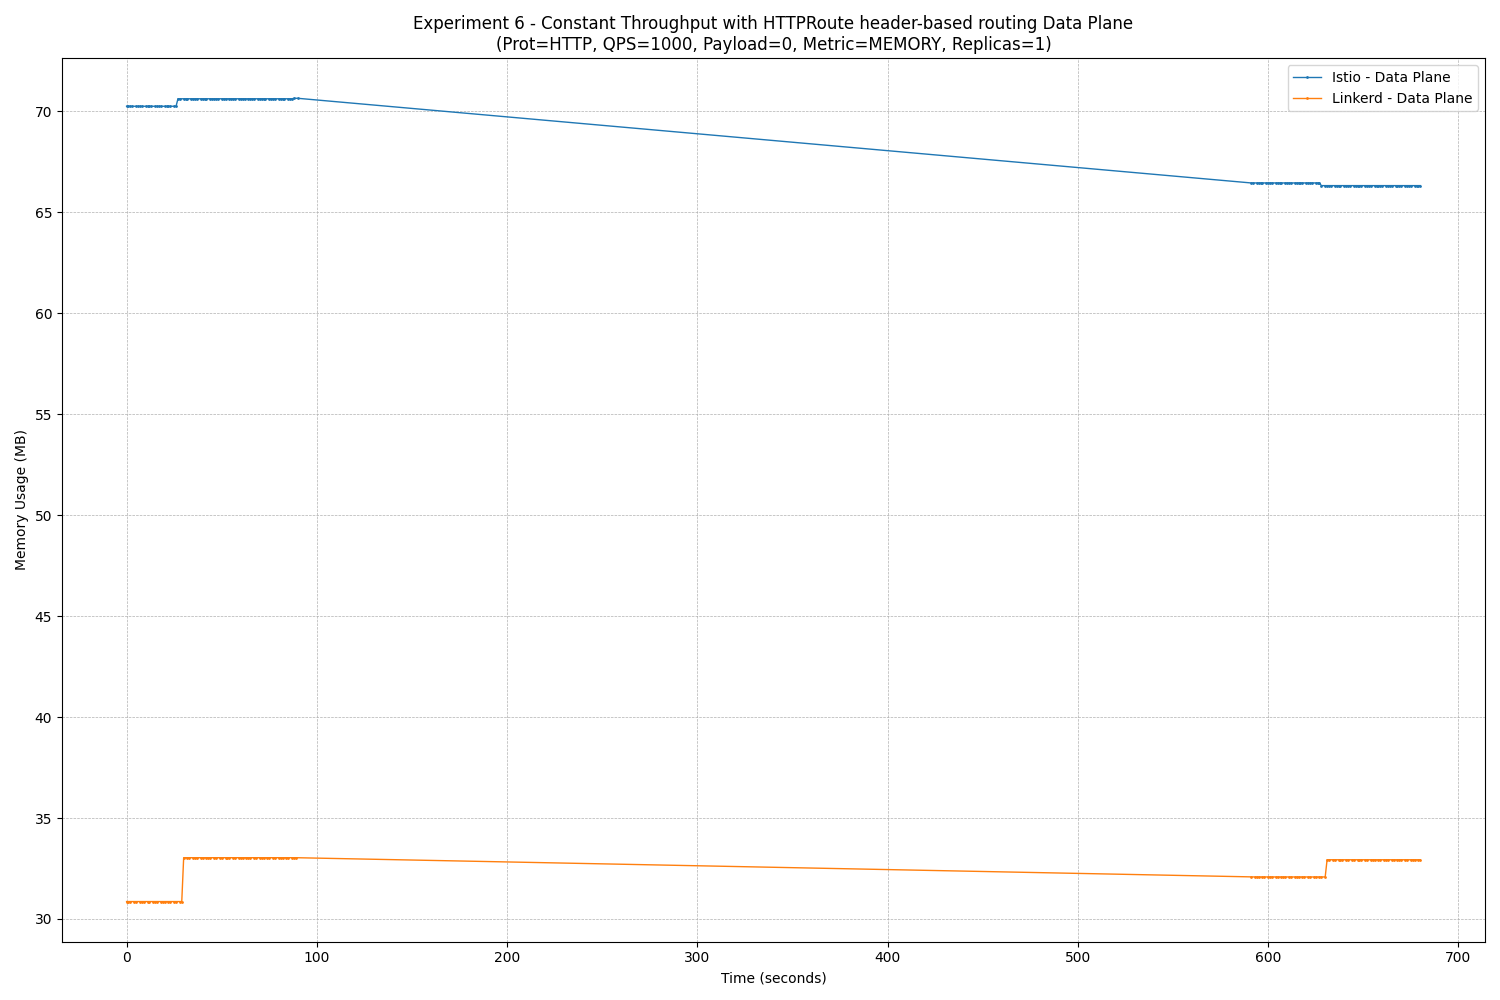 Experiment 6 - Constant Throughput with HTTPRoute header-based routing Data Plane
(Prot=HTTP, QPS=1000, Payload=0, Metric=MEMORY, Replicas=1)
Istio - Data Plane
Linkerd - Data Plane
Memory Usage (MB)
70
65
60
55
50
45
40
35
30
0
100
200
300
400
500
600
700
Time (seconds)